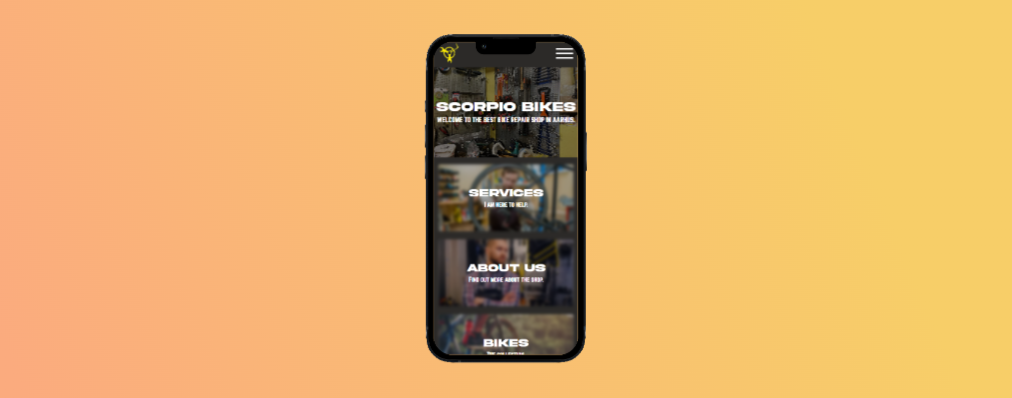 SCORPIO BIKES
WELCOME TO THE BEST BIKE REPAIR SHOP IN AARHUS.
SERVICES
I AM HERE TO HELP.
ABOUT US
FIND OUT MORE ABOUT THE SHOP.
BIKES